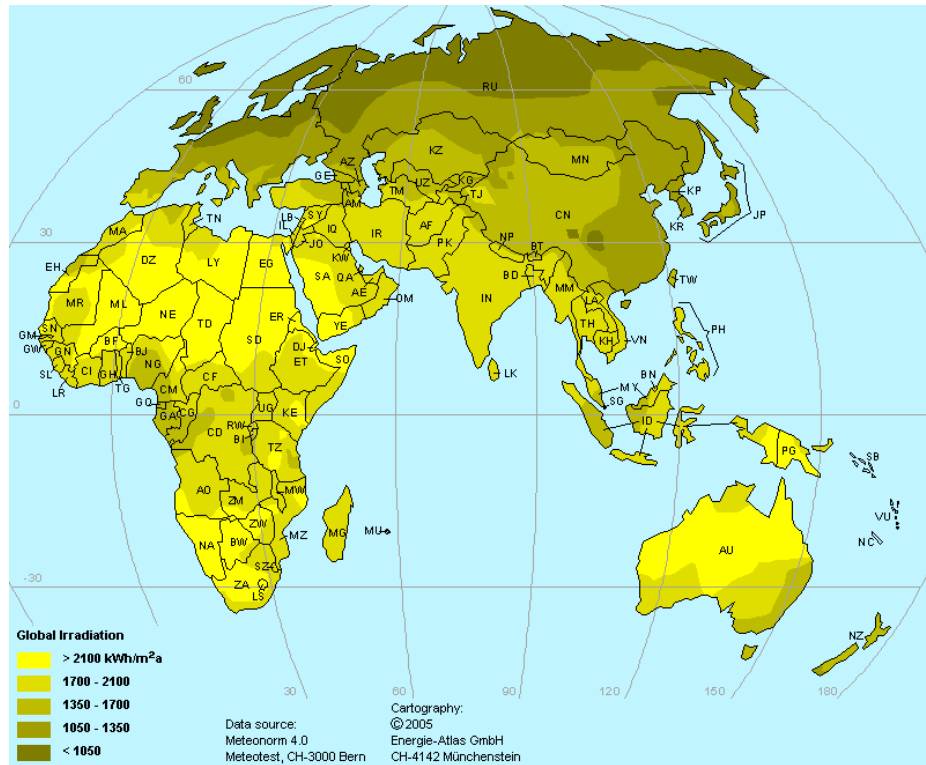 60
RU
AZ
KZ
MN
GE
UZ
KG
TM
TJ
AM
KP
LB
SY
TN
IL
CN
JP
KR
MA
IQ
IR
AF
30
JO
PK
NP
BT
DZ
LY
EG
KW
EH
SA
QA
BD
TW
AE
IN
MM
MR
ML
OM
LA
NE
TD
ER
YE
TH
PH
SN
SD
GM
BF
DJ
KH
VN
GW
GN
BJ
NG
ET
SO
CI
GH
CF
LK
SL
TG
CM
BN
LR
MY
SG
GQ
UG
KE
0
GA
CG
RW
ID
CD
BI
TZ
PG
SB
AO
MW
ZM
VU
ZW
MZ
MG
MU
NC
NA
BW
AU
SZ
-30
ZA
LS
NZ
Global Irradiation
> 2100 kWh/m²a
1700 - 2100
1350 - 1700
1050 - 1350
< 1050
30
60
90
120
150
180
Data source:
Meteonorm 4.0
Meteotest, CH-3000 Bern
Cartography:
© 2005
Energie-Atlas GmbH
CH-4142 Münchenstein